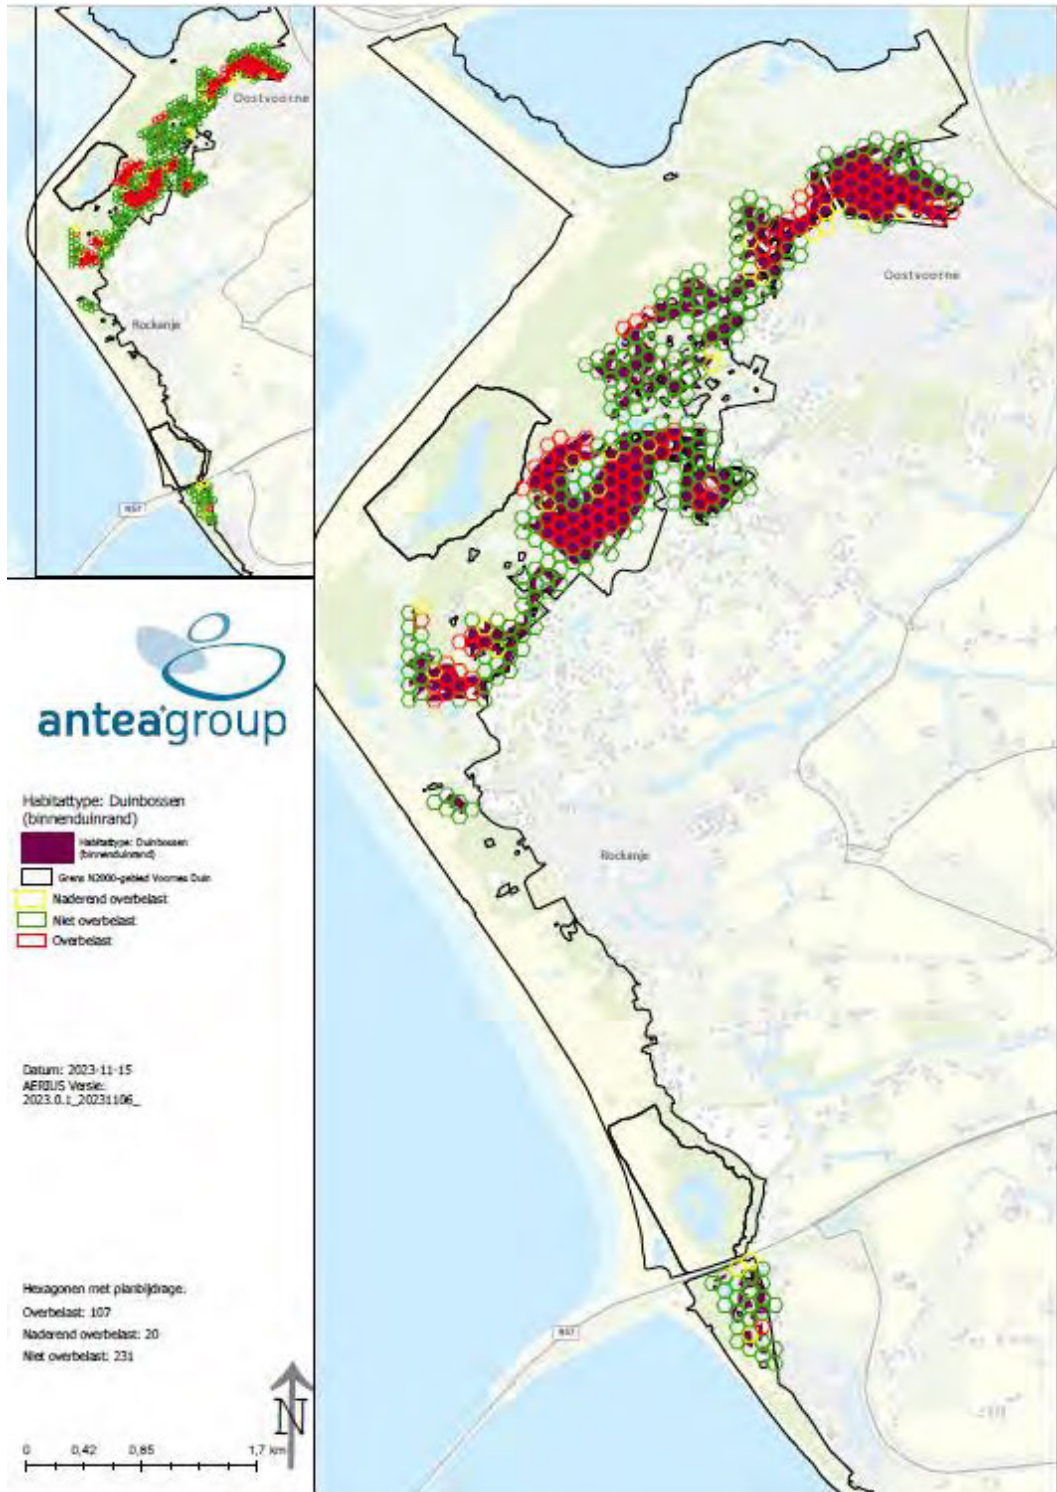 Oostvoorne
Rockanje
N57
anteagroup
Habitattype: Duinbossen
(binnenduinrand)
Habitattype: Duinbossen
(binnenduinrand)
Grens N2000-gebied Voornes Duin
Naderend overbelast
Niet overbelast
Overbelast
Datum: 2023-11-15
AERIUS Versie:
2023.0.1_20231106_
Hexagonen met planbijdrage:
Overbelast: 107
Naderend overbelast: 20
Niet overbelast: 231
N
0 0,42 0,85 1,7 km
Oostvoorne
Rockanje
N57